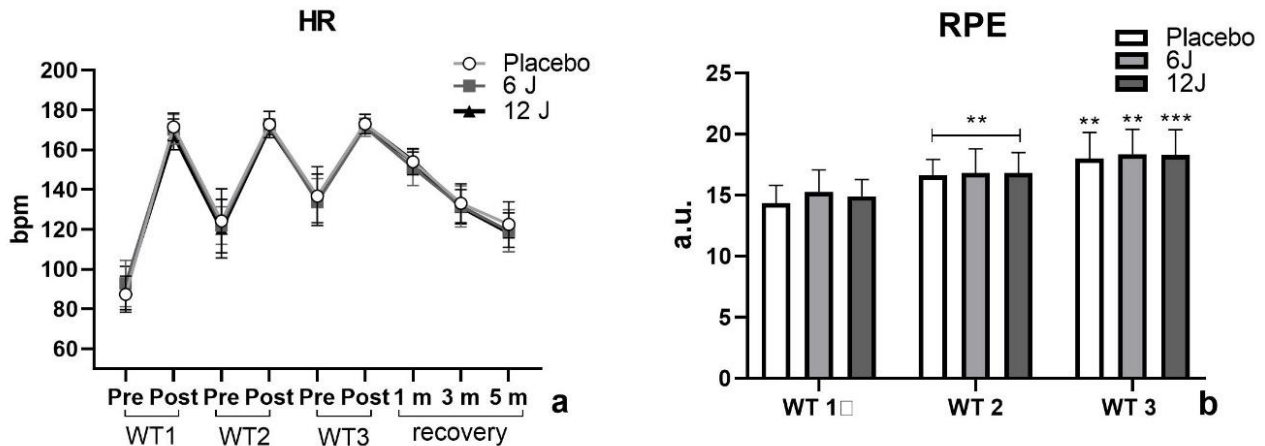 HR
Placebo
6 J
12 J
200
180
160
140
120
100
80
60
bpm
Pre Post Pre Post Pre Post 1 m 3 m 5 m
WT1 WT2 WT3 recovery
a
RPE
Placebo
6J
12J
25
20
15
10
5
0
a.u.
**
** ** ***
WT 1□ WT 2 WT 3
b